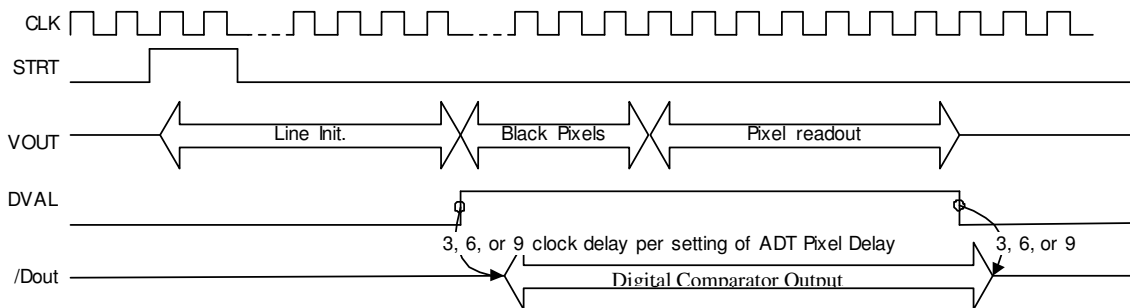 CLK
STRT
VOUT
Line Init.
Black Pixels
Pixel readout
DVAL
3, 6, or 9 clock delay per setting of ADT Pixel Delay
3, 6, or 9
/Dout
Digital Comparator Output